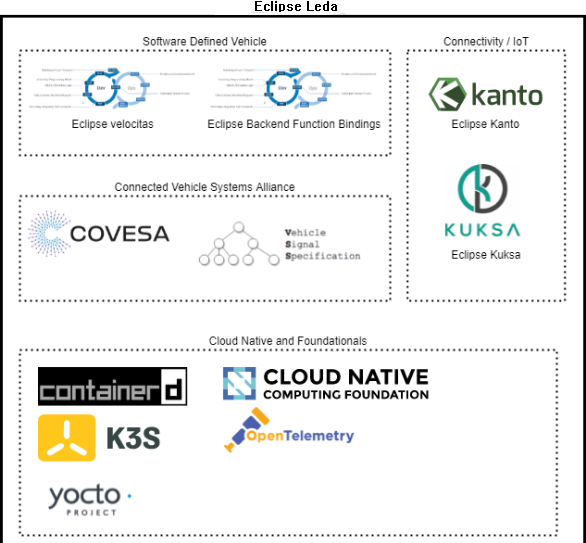 Eclipse Leda
Software Defined Vehicle
Dev
Ops
Eclipse velocitas
Dev
Ops
Eclipse Backend Function Bindings
Connectivity / IoT
kanto
Eclipse Kanto
KUKSA
Eclipse Kuksa
Connected Vehicle Systems Alliance
COVESA
Vehicle
Signal
Specification
Cloud Native and Foundationals
containerd
CLOUD NATIVE
COMPUTING FOUNDATION
K3S
OpenTelemetry
yocto
PROJECT